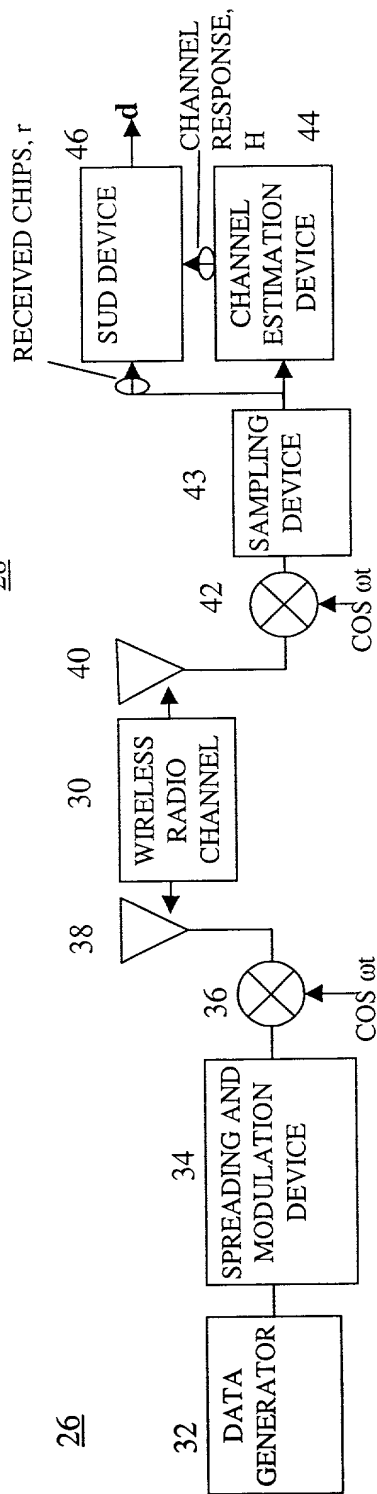 26
32
DATA
GENERATOR
34
SPREADING AND
MODULATION
DEVICE
36
COS ωt
38
30
WIRELESS
RADIO
CHANNEL
40
42
COS ωt
43
SAMPLING
DEVICE
RECEIVED CHIPS, r
46
SUD DEVICE
d
CHANNEL
RESPONSE,
H
44
CHANNEL
ESTIMATION
DEVICE